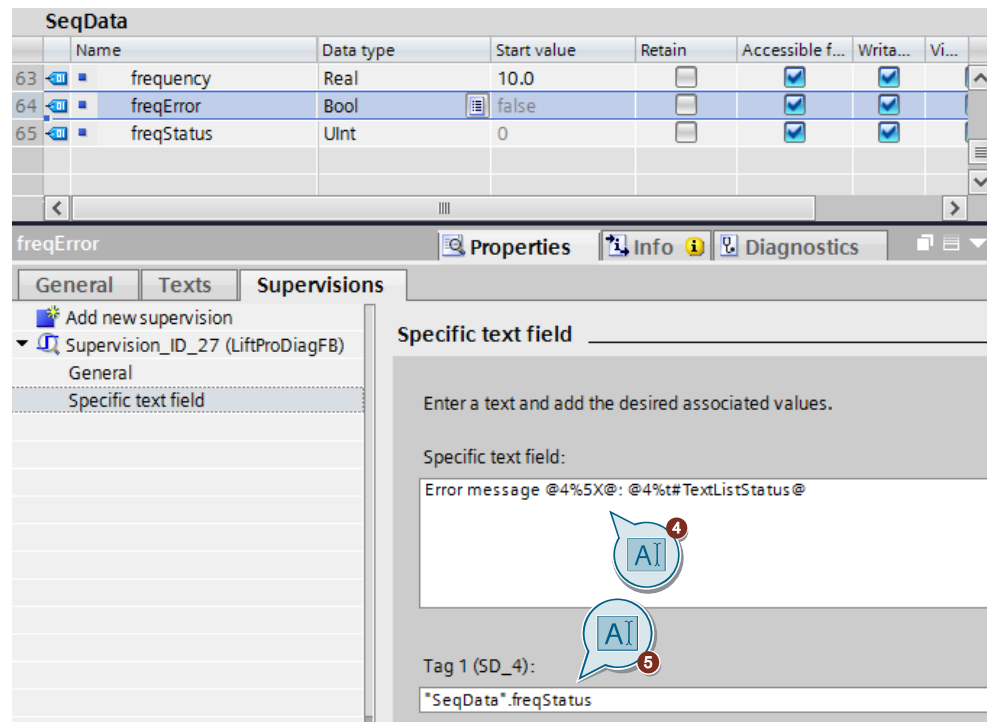 SeqData
Name Data type Start value Retain Accessible f... Writa... Vi...
63 frequency Real 10.0
64 freqError Bool false
65 freqStatus UInt 0
freqError Properties Info Diagnostics
General Texts Supervisions
Add new supervision
Supervision_ID_27 (LiftProDiagFB)
General
Specific text field
Specific text field
Enter a text and add the desired associated values.
Specific text field:
Error message @4%5X@: @4%t#TextListStatus@
4
AI
AI
5
Tag 1 (SD_4):
"SeqData".freqStatus